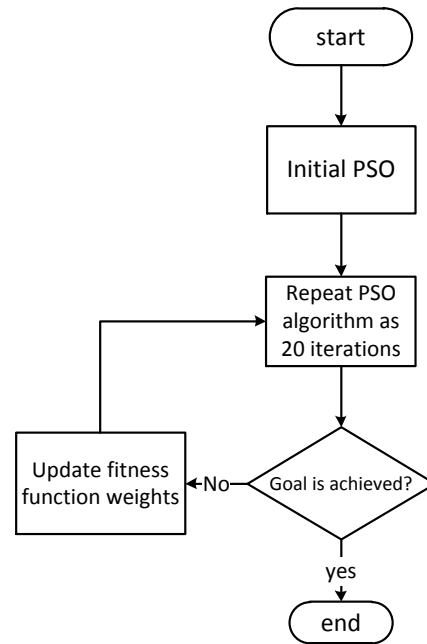 start
Initial PSO
Repeat PSO
algorithm as
20 iterations
Goal is achieved?
No
Update fitness
function weights
yes
end